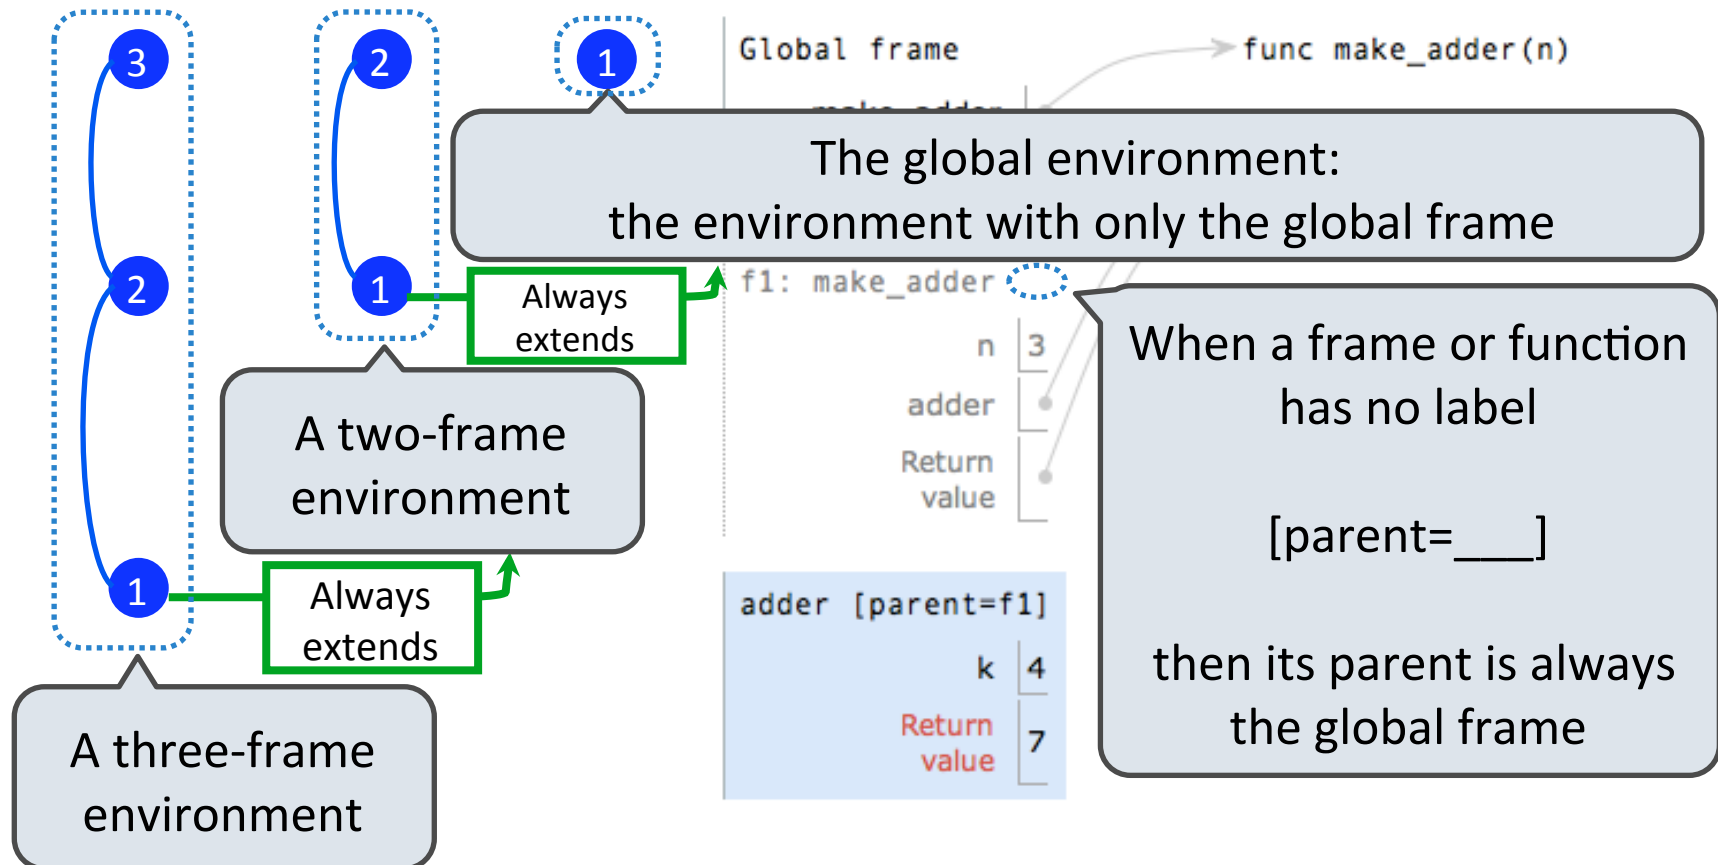 3
2
1
Global frame
func make_adder(n)
make_adder
The global environment:
the environment with only the global frame
2
1
Always
extends
f1: make_adder
n 3
adder
Return
value
When a frame or function
has no label
[parent=___]
then its parent is always
the global frame
A two-frame
environment
1
Always
extends
adder [parent=f1]
k 4
Return
value
7
A three-frame
environment